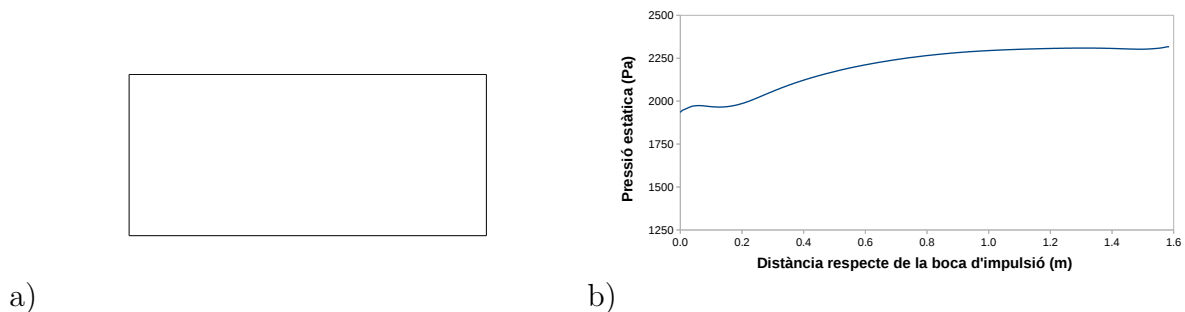 2500
2250
2000
1750
1500
1250
Pressió estàtica (Pa)
0.0 0.2 0.4 0.6 0.8 1.0 1.2 1.4 1.6
Distància respecte de la boca d'impulsió (m)
a)
b)